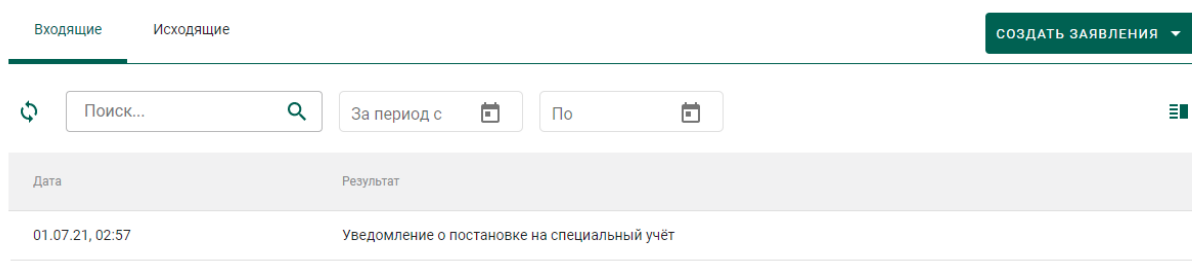 Входящие Исходящие СОЗДАТЬ ЗАЯВЛЕНИЯ
Поиск... За период с По
Дата Результат
01.07.21, 02:57 Уведомление о постановке на специальный учёт